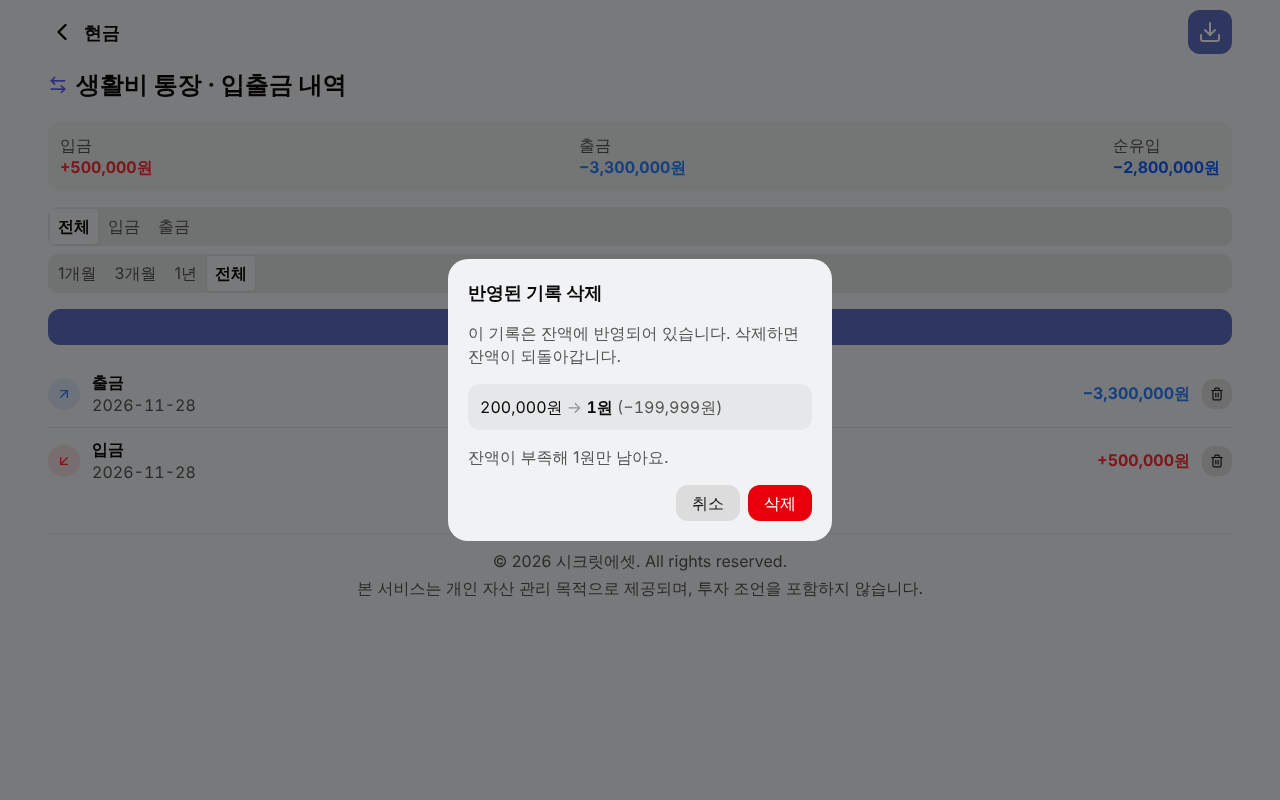 현금
생활비 통장 · 입출금 내역
입금 출금 순유입
+500,000원 −3,300,000원 −2,800,000원
전체 입금 출금
1개월 3개월 1년 전체
반영된 기록 삭제
이 기록은 잔액에 반영되어 있습니다. 삭제하면
잔액이 되돌아갑니다.
200,000원 → 1원 (−199,999원)
잔액이 부족해 1원만 남아요.
취소 삭제
출금
2026-11-28
−3,300,000원
입금
2026-11-28
+500,000원
© 2026 시크릿에셋. All rights reserved.
본 서비스는 개인 자산 관리 목적으로 제공되며, 투자 조언을 포함하지 않습니다.